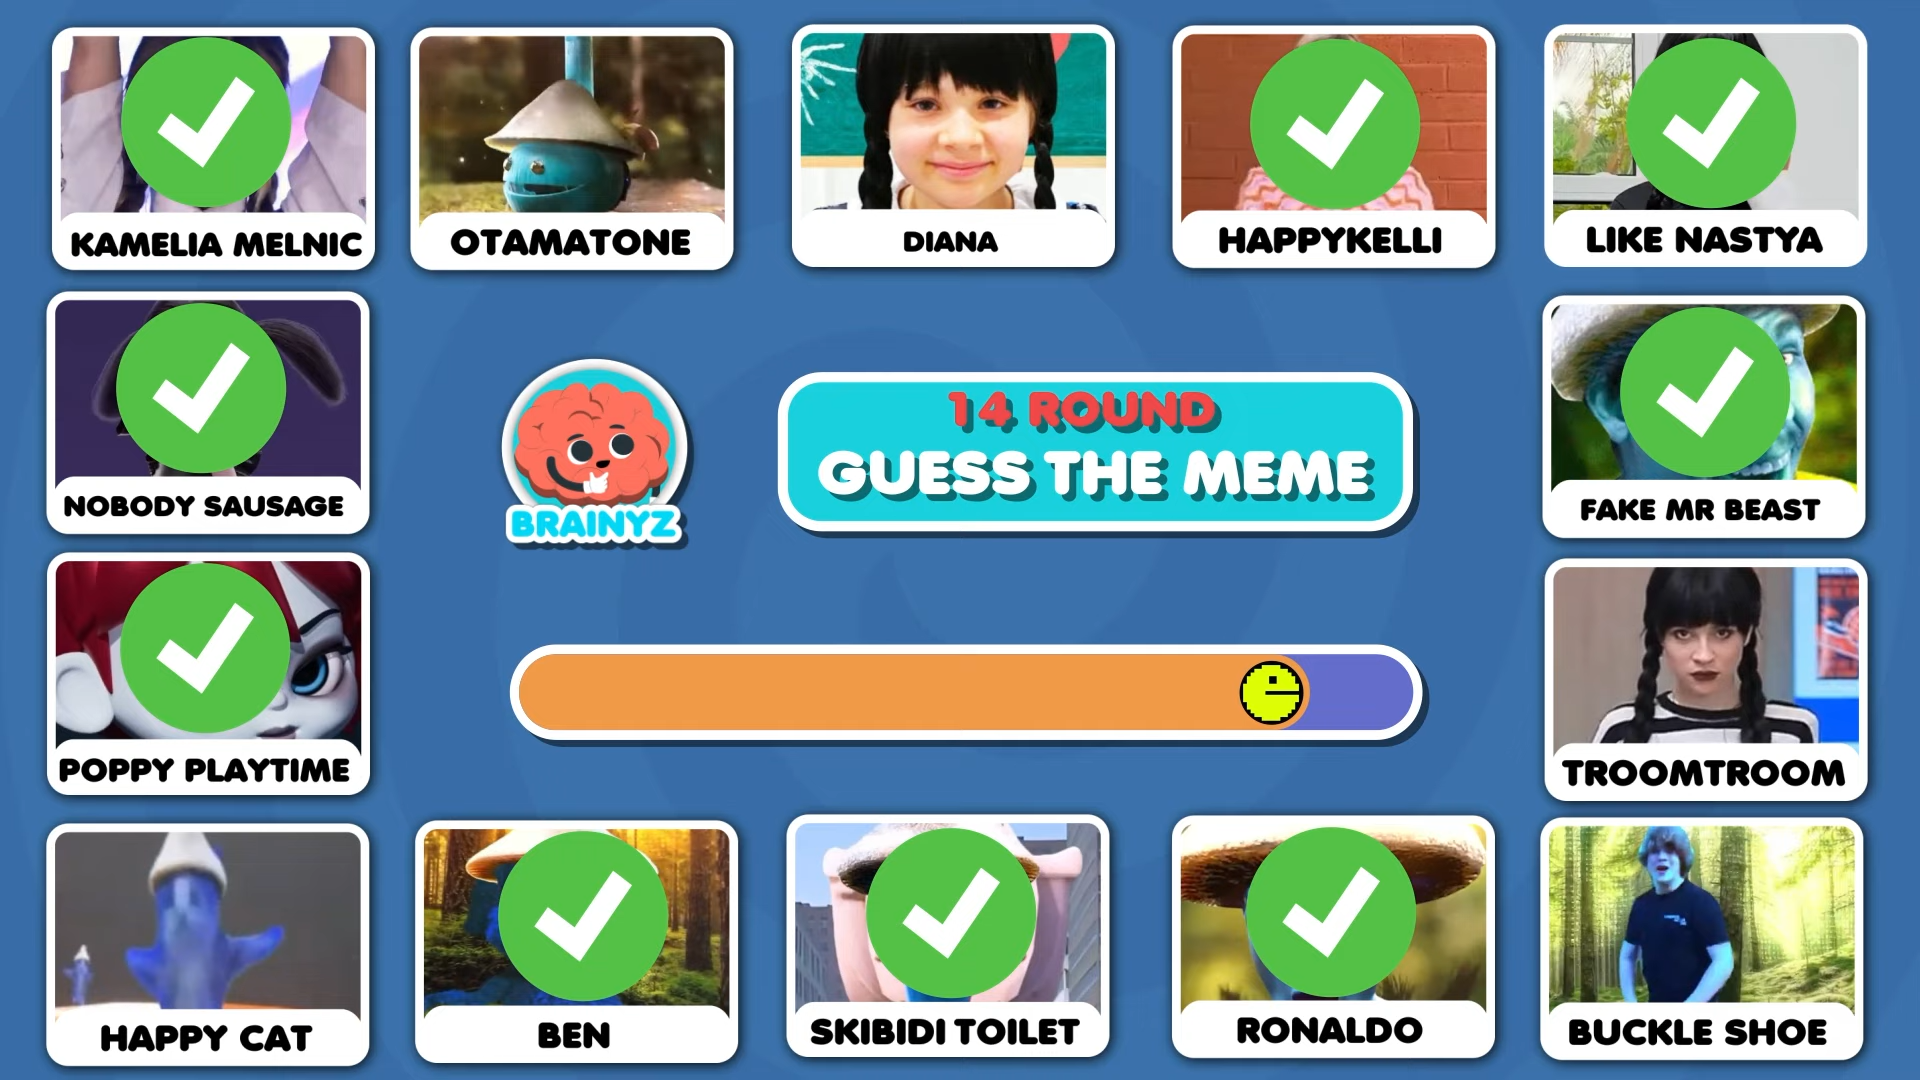 KAMELIA MELNIC
OTAMATONE
DIANA
HAPPYKELLI
LIKE NASTYA
NOBODY SAUSAGE
BRAINYZ
14 ROUND
GUESS THE MEME
FAKE MR BEAST
POPPY PLAYTIME
TROOMTROOM
HAPPY CAT
BEN
SKIBIDI TOILET
RONALDO
BUCKLE SHOE